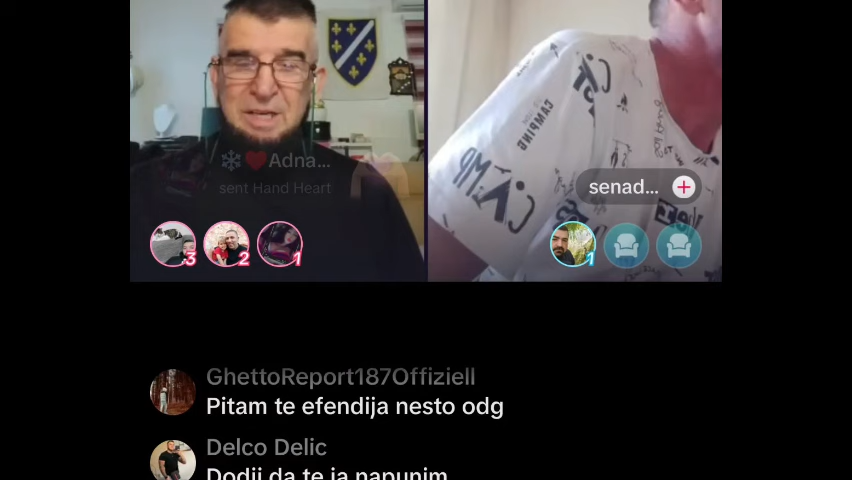 ❄️❤️Adna...
sent Hand Heart
senad...
3
2
1
1
CAMPING
CAMP
GhettoReport187Offiziell
Pitam te efendija nesto odg
Delco Delic
Dodji da te ja napunim